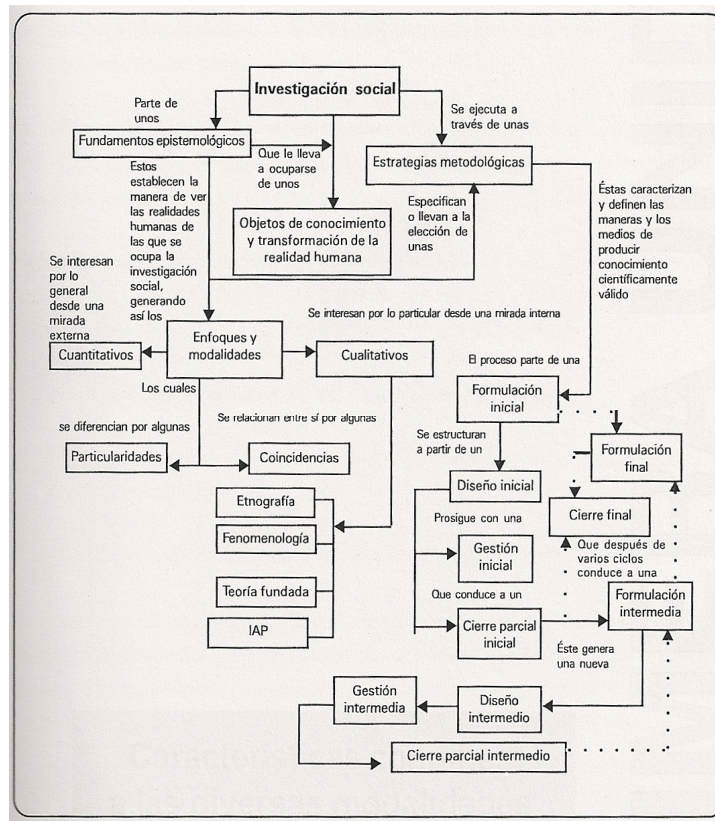 Investigación social
Parte de
unos
Se ejecuta a
través de unas
Fundamentos epistemológicos
Que le lleva
a ocuparse
de unos
Estrategias metodológicas
Estos
establecen la
manera de ver
las realidades
humanas de
las que se
ocupa la
investigación
social,
generando
así los
Objetos de conocimiento
y transformación de la
realidad humana
Especifican
o llevan a la
elección de
unas
Éstas caracterizan
y definen las
maneras y los
medios de
producir
conocimiento
científicamente
válido
Se interesan
por lo
general
desde una
mirada
externa
Se interesan por lo particular desde una mirada interna
Cuantitativos
Enfoques y
modalidades
Cualitativos
Los cuales
se diferencian por algunas
Se relacionan entre sí por algunas
Particularidades
Coincidencias
Etnografía
Fenomenología
Teoría fundada
IAP
El proceso parte de una
Formulación
inicial
Se estructuran
a partir de un
Formulación
final
Diseño inicial
Cierre final
Prosigue con una
Gestión
inicial
Que después de
varios ciclos
conduce a una
Que conduce a un
Formulación
intermedia
Cierre parcial
inicial
Éste genera
una nueva
Gestión
intermedia
Diseño
intermedio
Cierre parcial intermedio